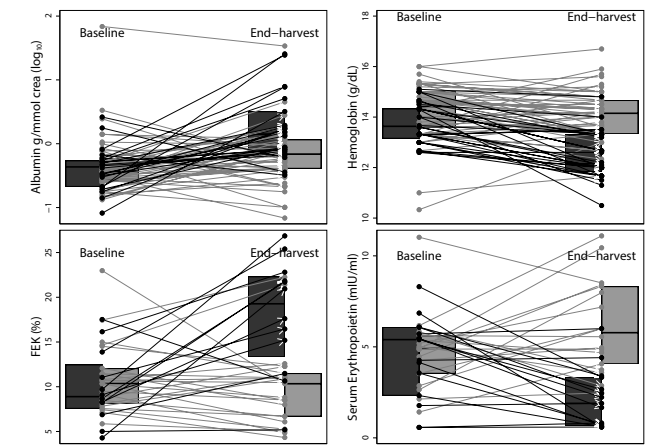 Albumin g/mmol crea (log₁₀)
2
1
0
−1
Baseline
End−harvest
Hemoglobin (g/dL)
18
16
14
12
10
Baseline
End−harvest
FEK (%)
25
20
15
10
5
Baseline
End−harvest
Serum Erythropoietin (mIU/ml)
10
5
0
Baseline
End−harvest